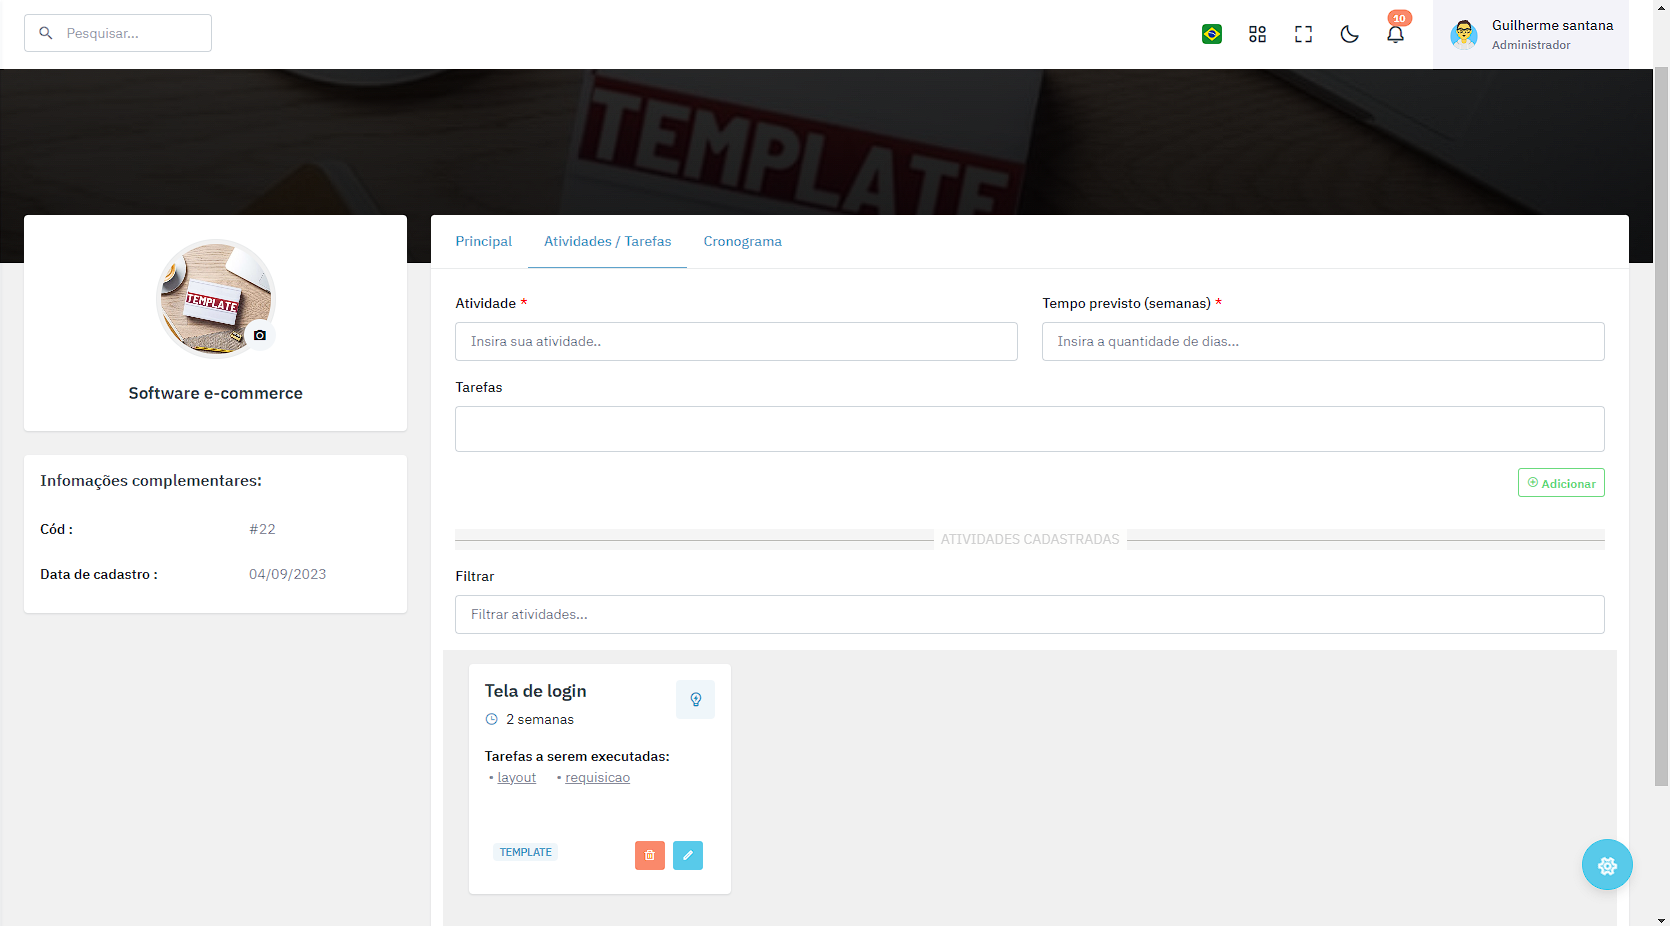 Pesquisar...
10
Guilherme santana
Administrador
TEMPLATE
TEMPLATE
Software e-commerce
Infomações complementares:
Cód : #22
Data de cadastro : 04/09/2023
Principal Atividades / Tarefas Cronograma
Atividade * Tempo previsto (semanas) *
Insira sua atividade.. Insira a quantidade de dias...
Tarefas
Adicionar
ATIVIDADES CADASTRADAS
Filtrar
Filtrar atividades...
Tela de login
2 semanas
Tarefas a serem executadas:
• layout • requisicao
TEMPLATE